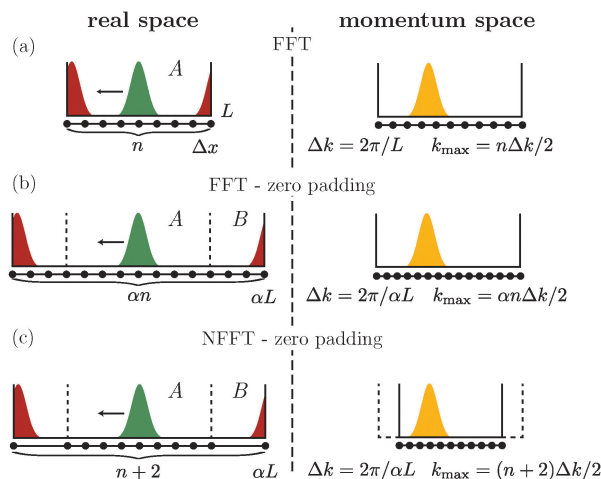 real space
momentum space
(a)
FFT
A
L
n
Δx
Δk = 2π/L k_max = nΔk/2
(b)
FFT - zero padding
A
B
αn
αL
Δk = 2π/αL k_max = αnΔk/2
(c)
NFFT - zero padding
A
B
n + 2
αL
Δk = 2π/αL k_max = (n + 2)Δk/2